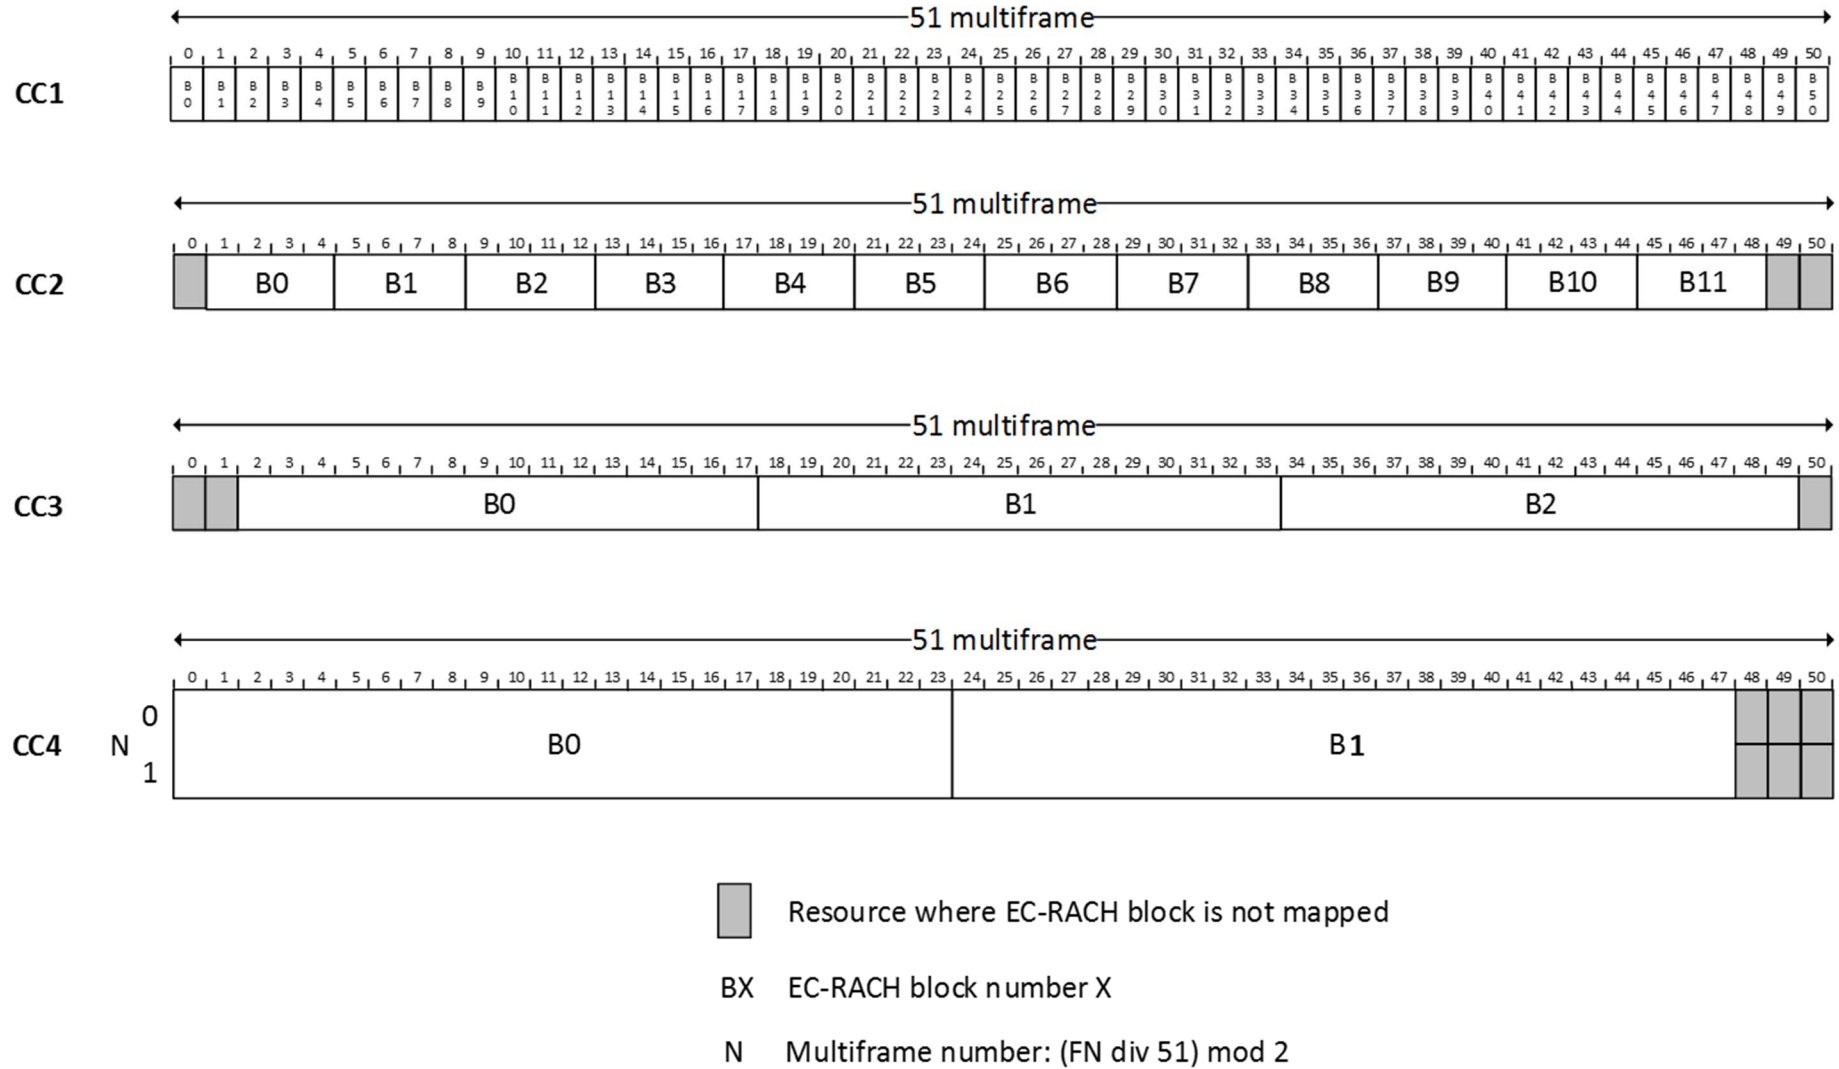 51 multiframe
0 1 2 3 4 5 6 7 8 9 10 11 12 13 14 15 16 17 18 19 20 21 22 23 24 25 26 27 28 29 30 31 32 33 34 35 36 37 38 39 40 41 42 43 44 45 46 47 48 49 50
CC1 B0 B1 B2 B3 B4 B5 B6 B7 B8 B9 B10 B11 B12 B13 B14 B15 B16 B17 B18 B19 B20 B21 B22 B23 B24 B25 B26 B27 B28 B29 B30 B31 B32 B33 B34 B35 B36 B37 B38 B39 B40 B41 B42 B43 B44 B45 B46 B47 B48 B49 B50
51 multiframe
0 1 2 3 4 5 6 7 8 9 10 11 12 13 14 15 16 17 18 19 20 21 22 23 24 25 26 27 28 29 30 31 32 33 34 35 36 37 38 39 40 41 42 43 44 45 46 47 48 49 50
CC2 B0 B1 B2 B3 B4 B5 B6 B7 B8 B9 B10 B11
51 multiframe
0 1 2 3 4 5 6 7 8 9 10 11 12 13 14 15 16 17 18 19 20 21 22 23 24 25 26 27 28 29 30 31 32 33 34 35 36 37 38 39 40 41 42 43 44 45 46 47 48 49 50
CC3 B0 B1 B2
51 multiframe
0 1 2 3 4 5 6 7 8 9 10 11 12 13 14 15 16 17 18 19 20 21 22 23 24 25 26 27 28 29 30 31 32 33 34 35 36 37 38 39 40 41 42 43 44 45 46 47 48 49 50
0
CC4 N B0 B1
1
Resource where EC-RACH block is not mapped
BX EC-RACH block number X
N Multiframe number: (FN div 51) mod 2